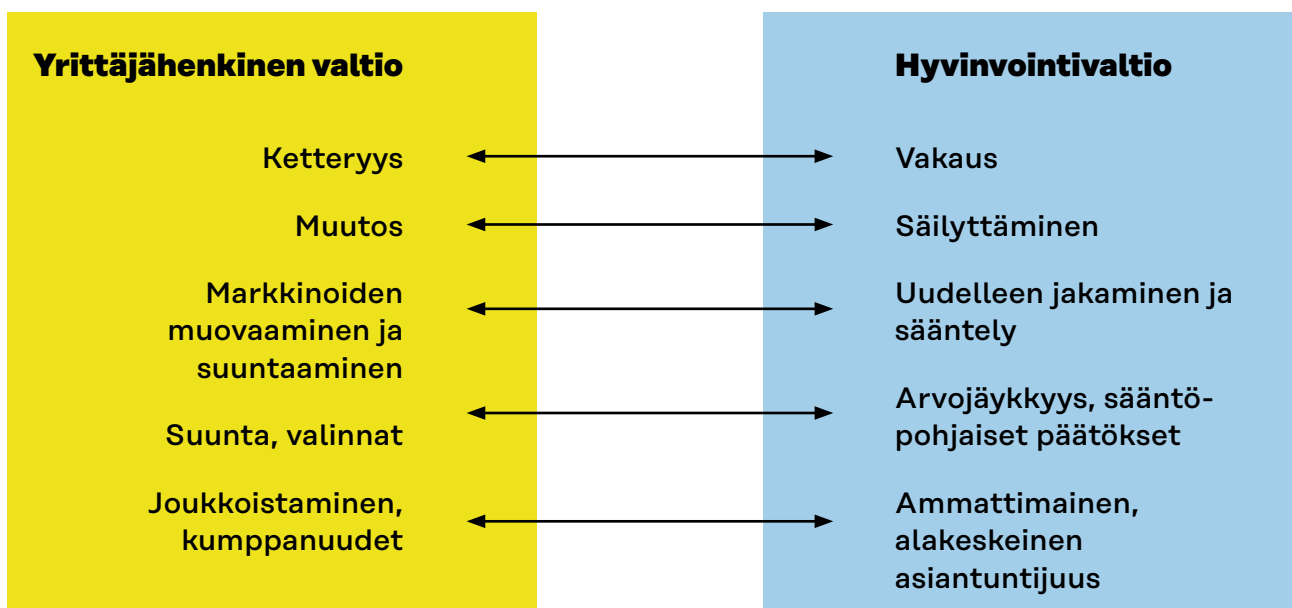 Yrittäjähenkinen valtio
Hyvinvointivaltio
Ketteryys
Vakaus
Muutos
Säilyttäminen
Markkinoiden
muovaaminen ja
suuntaaminen
Uudelleen jakaminen ja
sääntely
Suunta, valinnat
Arvojäykkyys, sääntö-
pohjaiset päätökset
Joukkoistaminen,
kumppanuudet
Ammattimainen,
alakeskeinen
asiantuntijuus